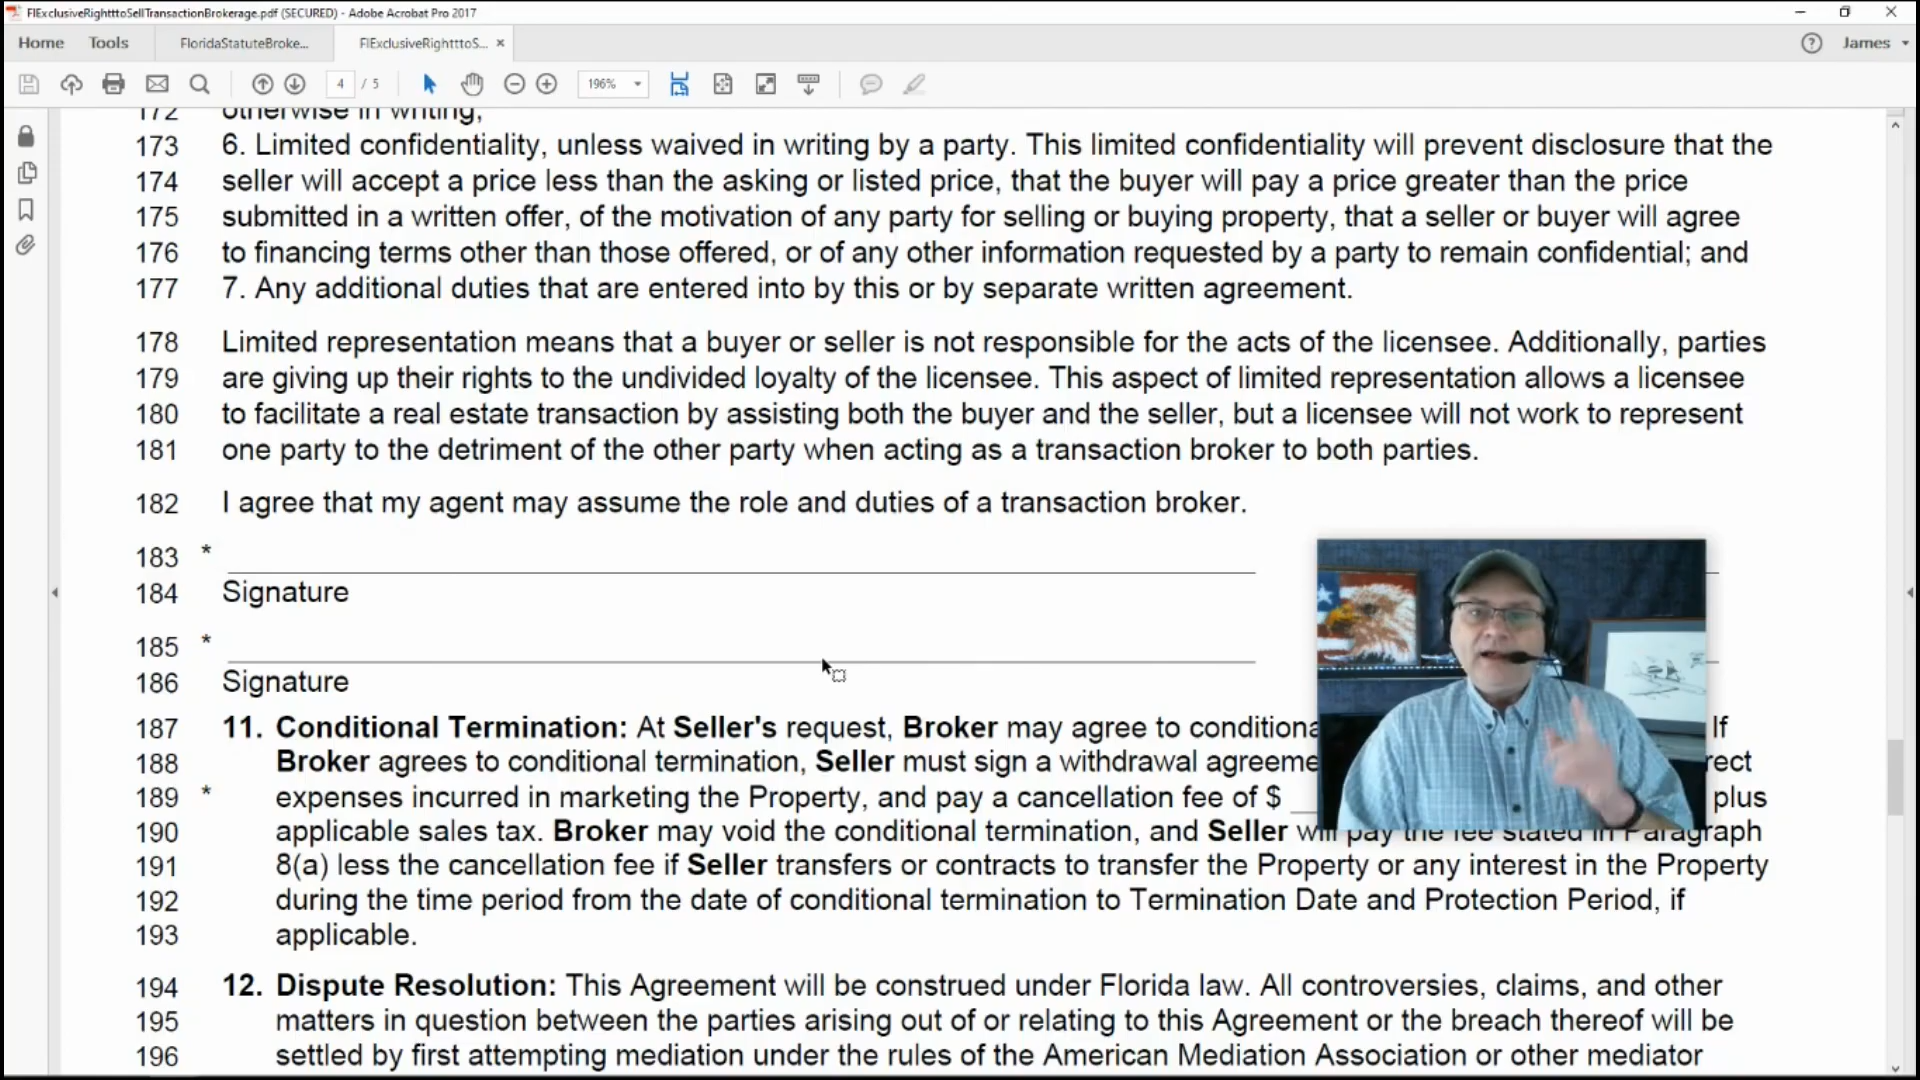 FlExclusiveRightttoSellTransactionBrokerage.pdf (SECURED) - Adobe Acrobat Pro 2017
Home Tools FloridaStatuteBroke... FlExclusiveRightttoS... × James
4 / 5 196%
172 otherwise in writing;
173 6. Limited confidentiality, unless waived in writing by a party. This limited confidentiality will prevent disclosure that the
174 seller will accept a price less than the asking or listed price, that the buyer will pay a price greater than the price
175 submitted in a written offer, of the motivation of any party for selling or buying property, that a seller or buyer will agree
176 to financing terms other than those offered, or of any other information requested by a party to remain confidential; and
177 7. Any additional duties that are entered into by this or by separate written agreement.
178 Limited representation means that a buyer or seller is not responsible for the acts of the licensee. Additionally, parties
179 are giving up their rights to the undivided loyalty of the licensee. This aspect of limited representation allows a licensee
180 to facilitate a real estate transaction by assisting both the buyer and the seller, but a licensee will not work to represent
181 one party to the detriment of the other party when acting as a transaction broker to both parties.
182 I agree that my agent may assume the role and duties of a transaction broker.
183 *
184 Signature
185 *
186 Signature
187 11. Conditional Termination: At Seller's request, Broker may agree to If
188 Broker agrees to conditional termination, Seller must sign a withdrawal
189 * expenses incurred in marketing the Property, and pay a cancellation fee of $ plus
190 applicable sales tax. Broker may void the conditional termination, and Seller will pay the fee stated in Paragraph
191 8(a) less the cancellation fee if Seller transfers or contracts to transfer the Property or any interest in the Property
192 during the time period from the date of conditional termination to Termination Date and Protection Period, if
193 applicable.
194 12. Dispute Resolution: This Agreement will be construed under Florida law. All controversies, claims, and other
195 matters in question between the parties arising out of or relating to this Agreement or the breach thereof will be
196 settled by first attempting mediation under the rules of the American Mediation Association or other mediator